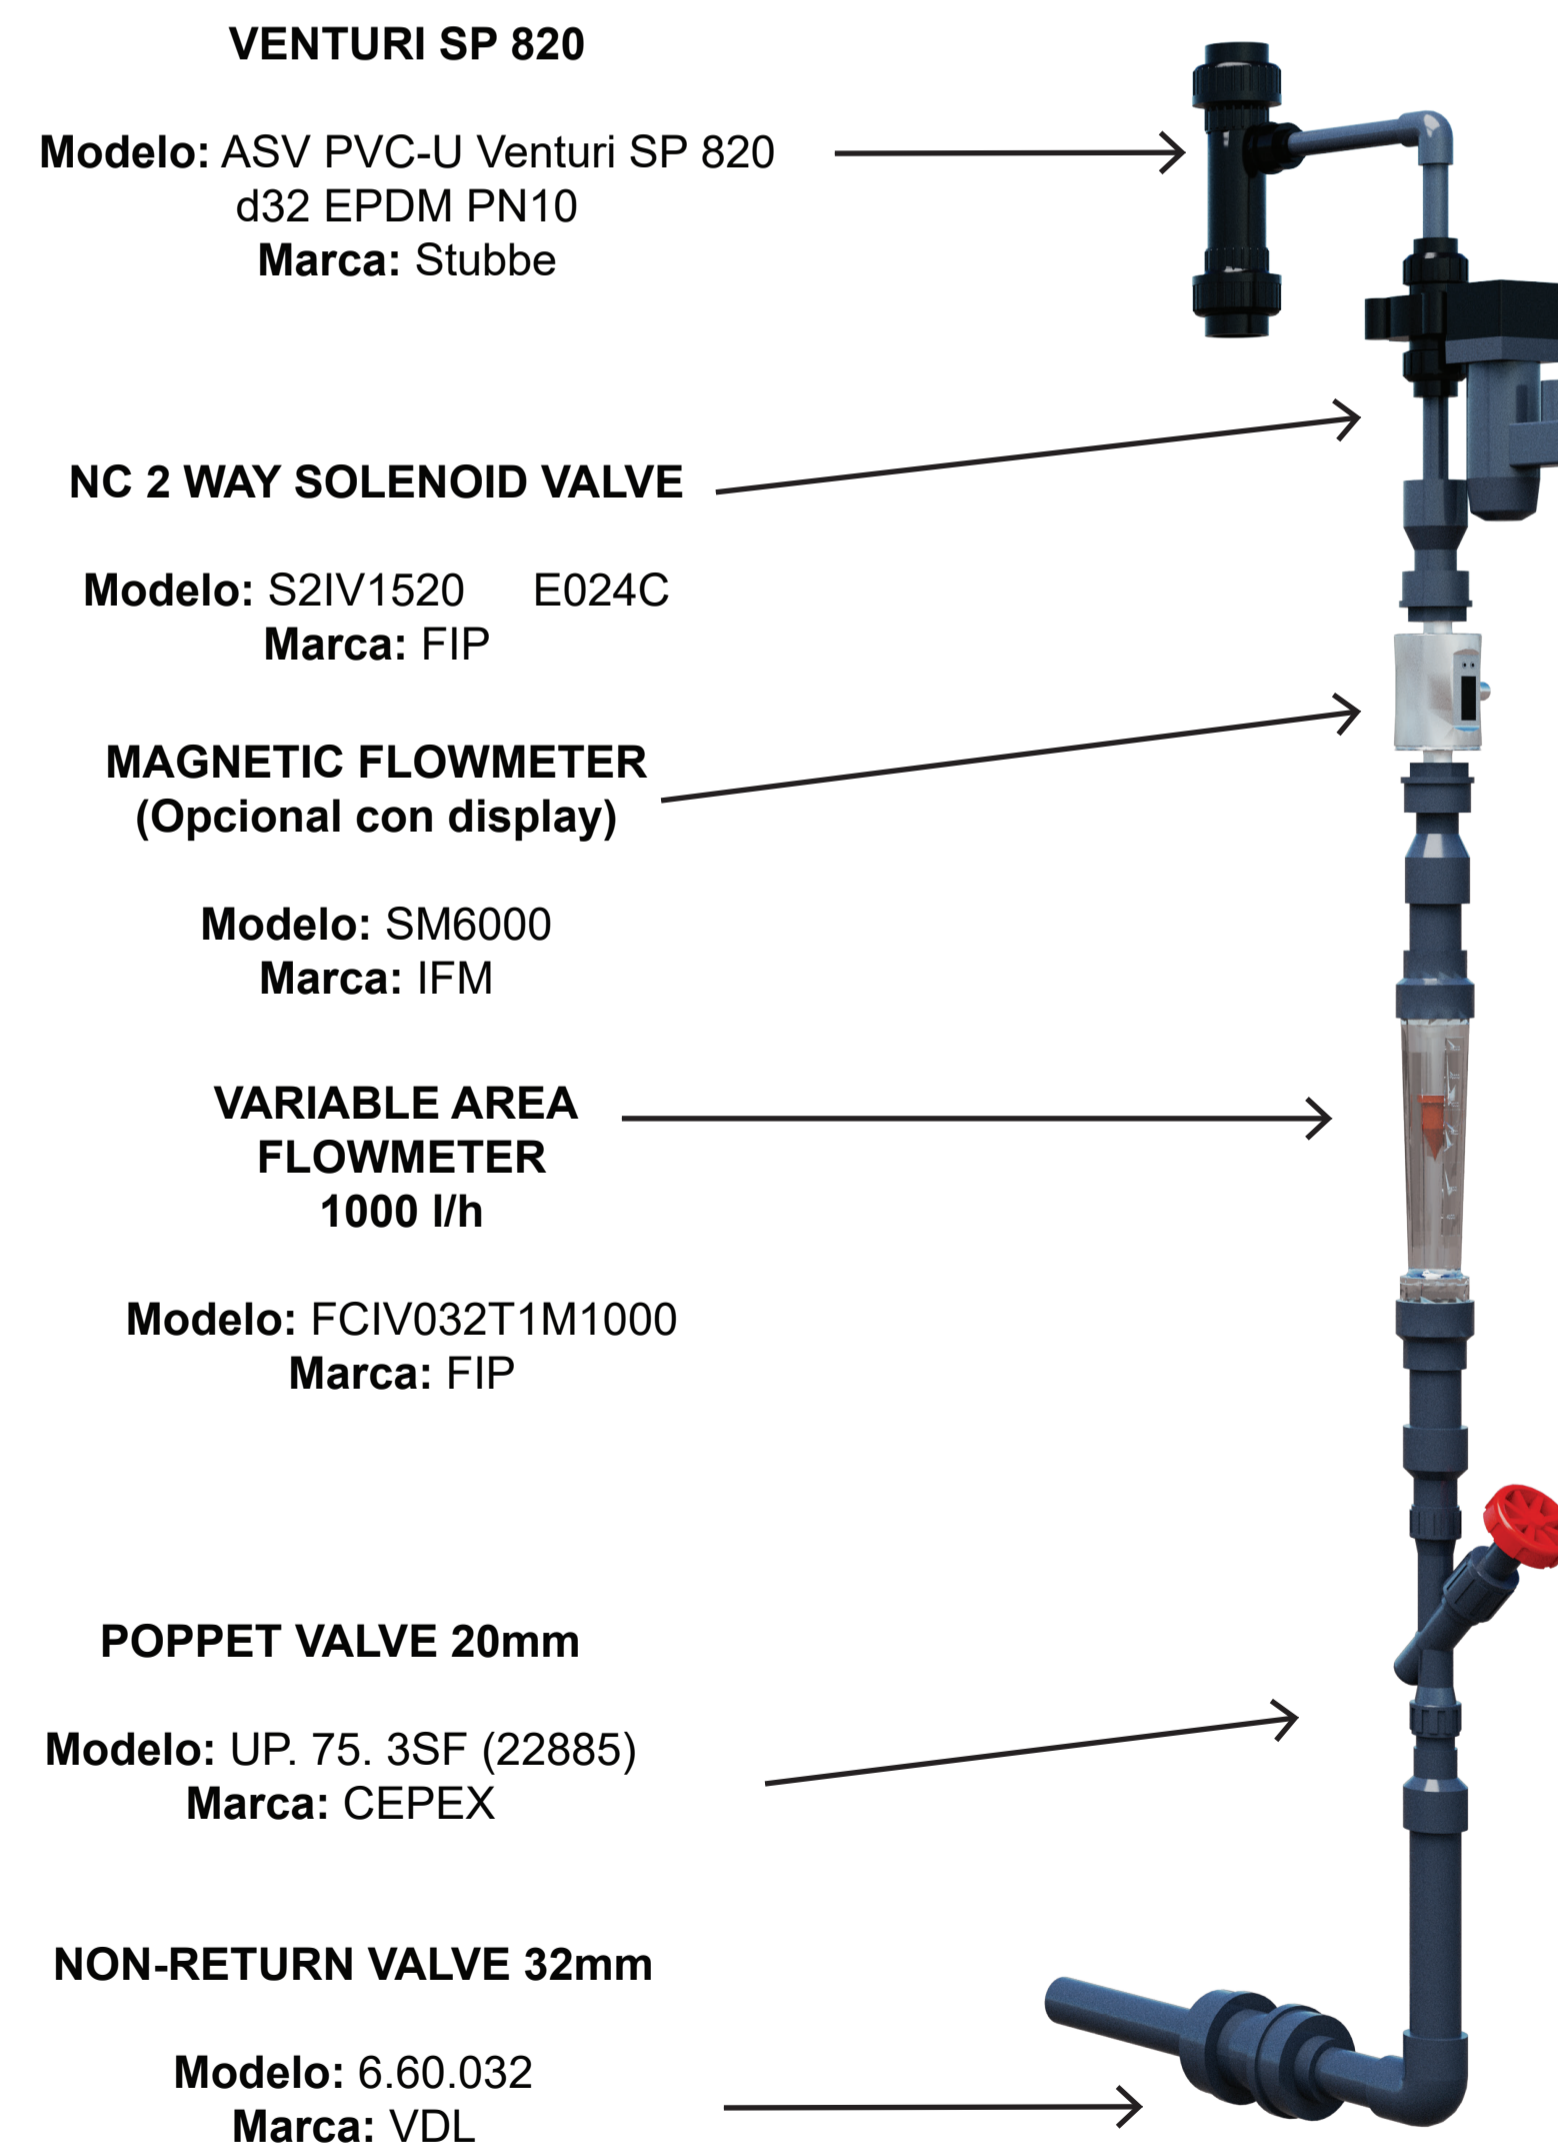 VENTURI SP 820
Modelo: ASV PVC-U Venturi SP 820
d32 EPDM PN10
Marca: Stubbe
NC 2 WAY SOLENOID VALVE
Modelo: S2IV1520 E024C
Marca: FIP
MAGNETIC FLOWMETER
(Opcional con display)
Modelo: SM6000
Marca: IFM
VARIABLE AREA
FLOWMETER
1000 l/h
Modelo: FCIV032T1M1000
Marca: FIP
POPPET VALVE 20mm
Modelo: UP. 75. 3SF (22885)
Marca: CEPEX
NON-RETURN VALVE 32mm
Modelo: 6.60.032
Marca: VDL